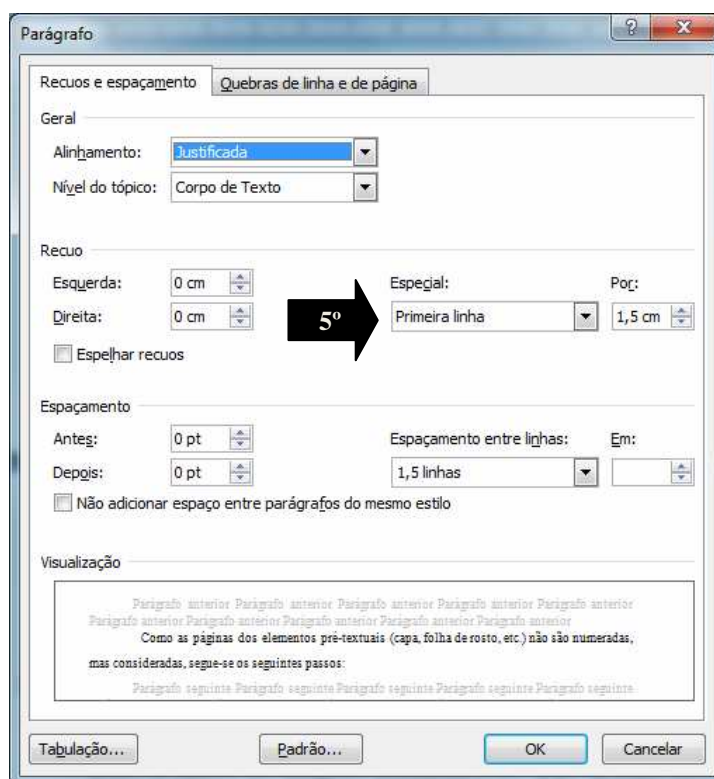 Parágrafo
Recuos e espaçamento Quebras de linha e de página
Geral
Alinhamento: Justificada
Nível do tópico: Corpo de Texto
Recuo
Esquerda: 0 cm Especial: Por:
Direita: 0 cm 5º Primeira linha 1,5 cm
Espelhar recuos
Espaçamento
Antes: 0 pt Espaçamento entre linhas: Em:
Depois: 0 pt 1,5 linhas
Não adicionar espaço entre parágrafos do mesmo estilo
Visualização
Parágrafo anterior Parágrafo anterior Parágrafo anterior Parágrafo anterior Parágrafo anterior
Parágrafo anterior Parágrafo anterior Parágrafo anterior Parágrafo anterior Parágrafo anterior
Como as páginas dos elementos pré-textuais (capa, folha de rosto, etc.) não são numeradas,
mas consideradas, segue-se os seguintes passos:
Parágrafo seguinte Parágrafo seguinte Parágrafo seguinte Parágrafo seguinte Parágrafo seguinte
Tabulação... Padrão... OK Cancelar